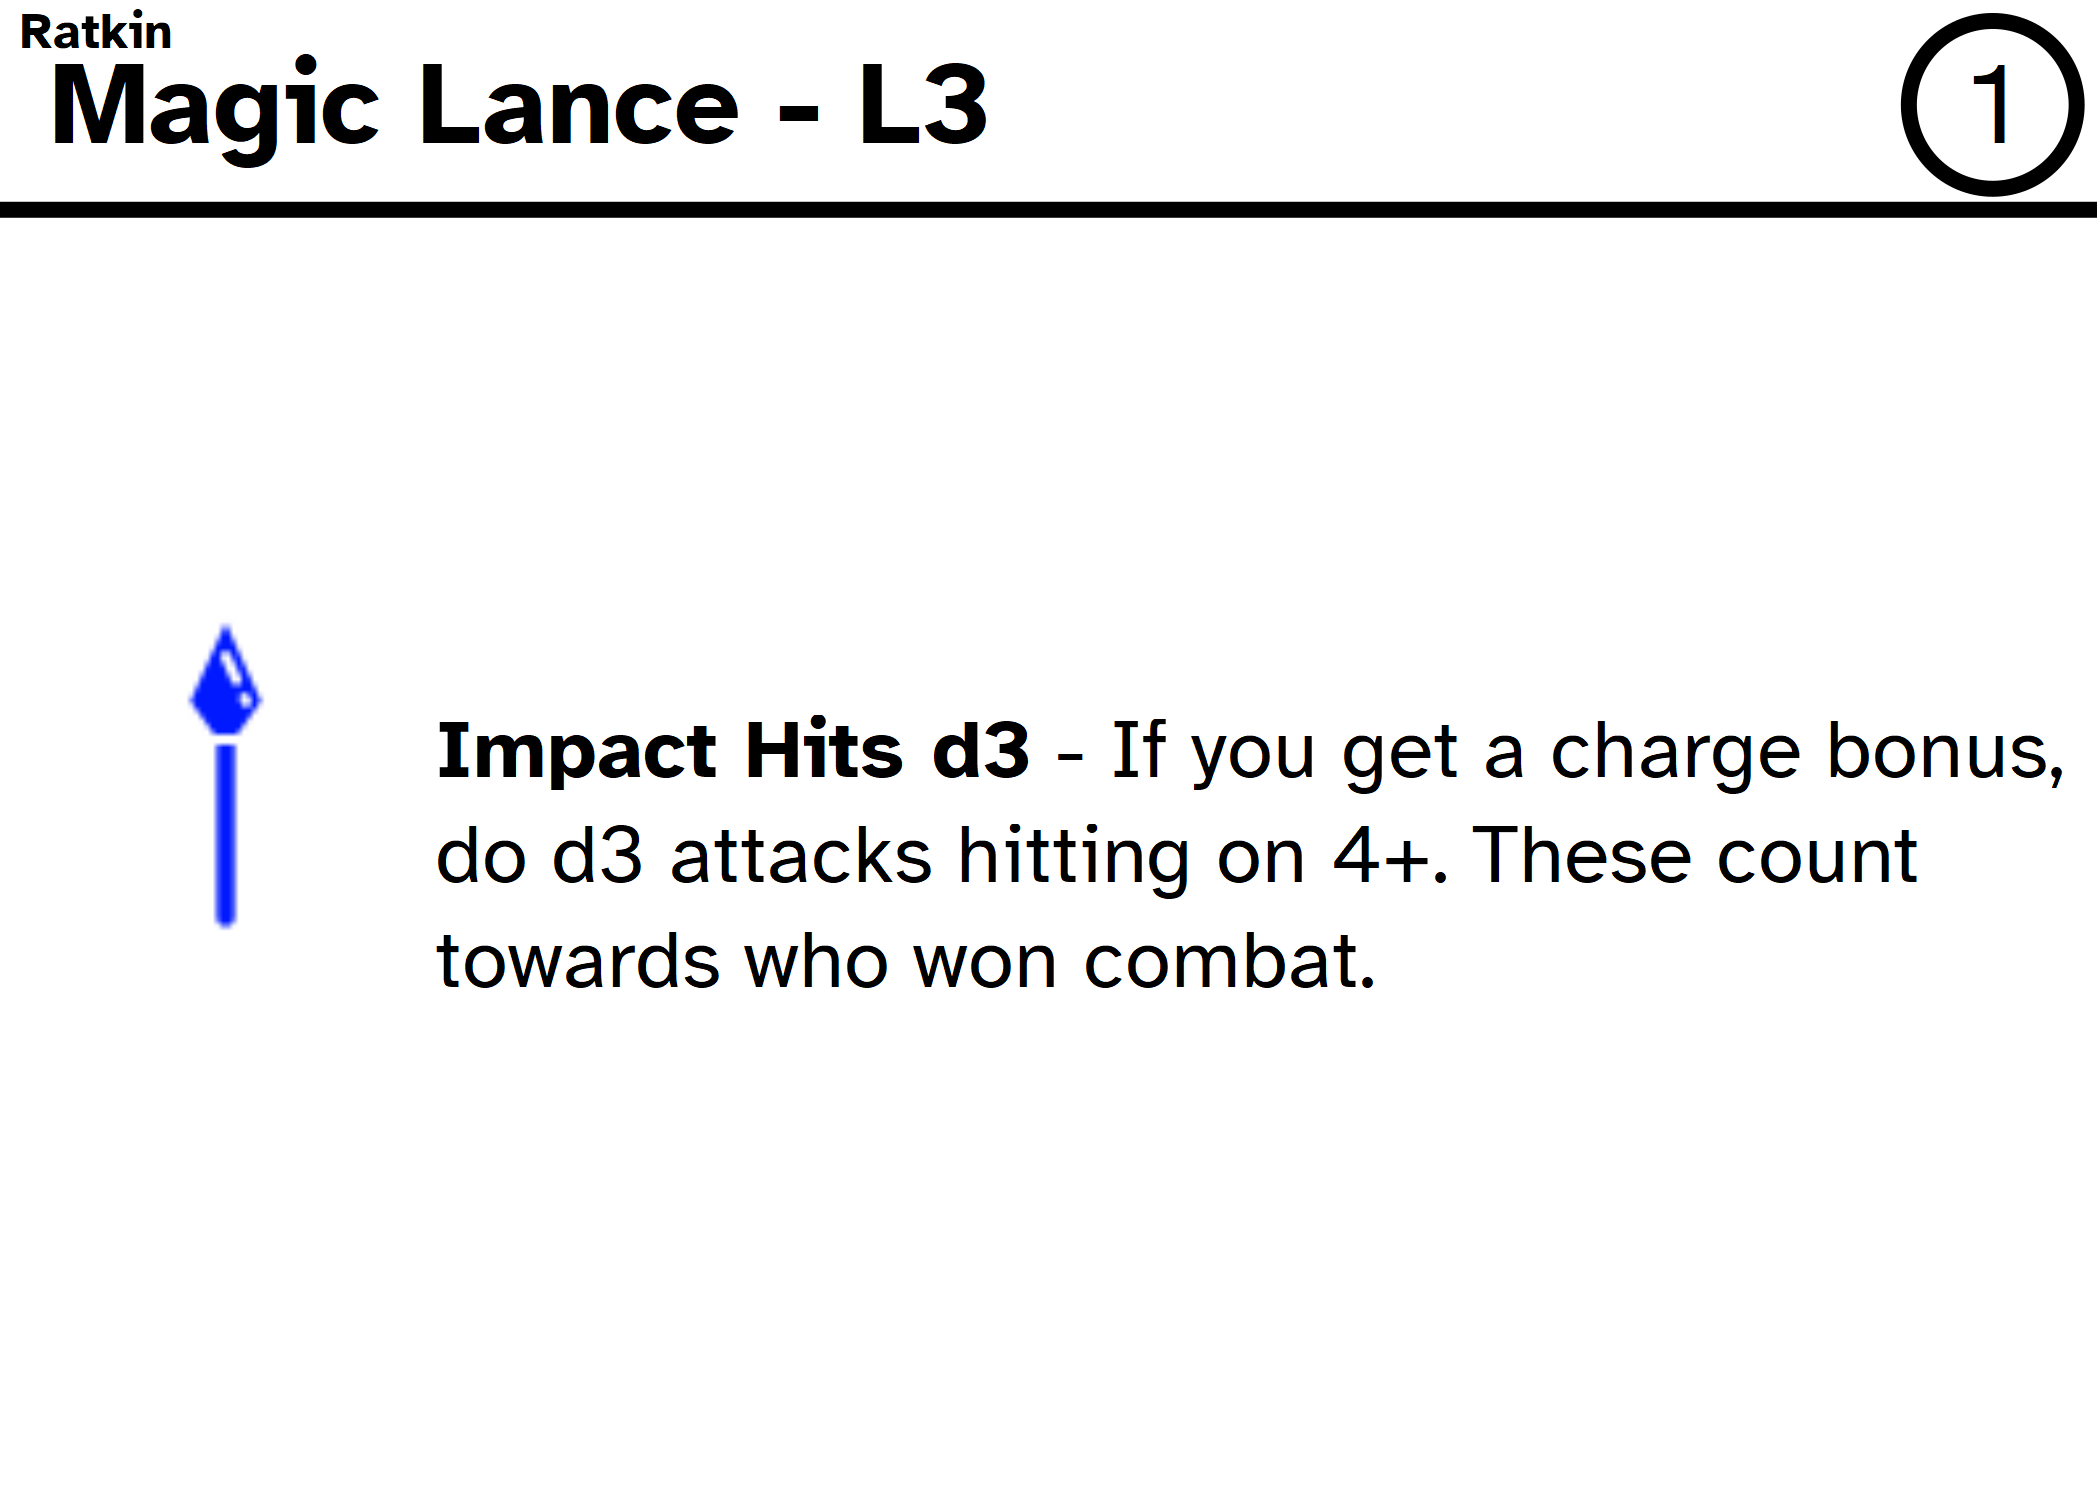 Ratkin
Magic Lance - L3
1
Impact Hits d3 - If you get a charge bonus,
do d3 attacks hitting on 4+. These count
towards who won combat.